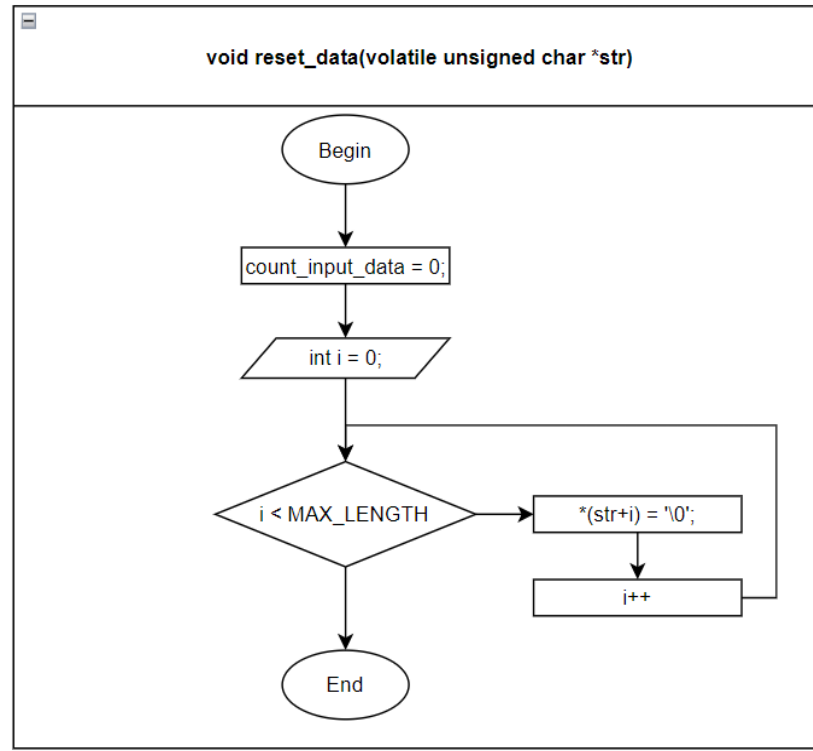 void reset_data(volatile unsigned char *str)
Begin
count_input_data = 0;
int i = 0;
i < MAX_LENGTH
*(str+i) = '\0';
i++
End